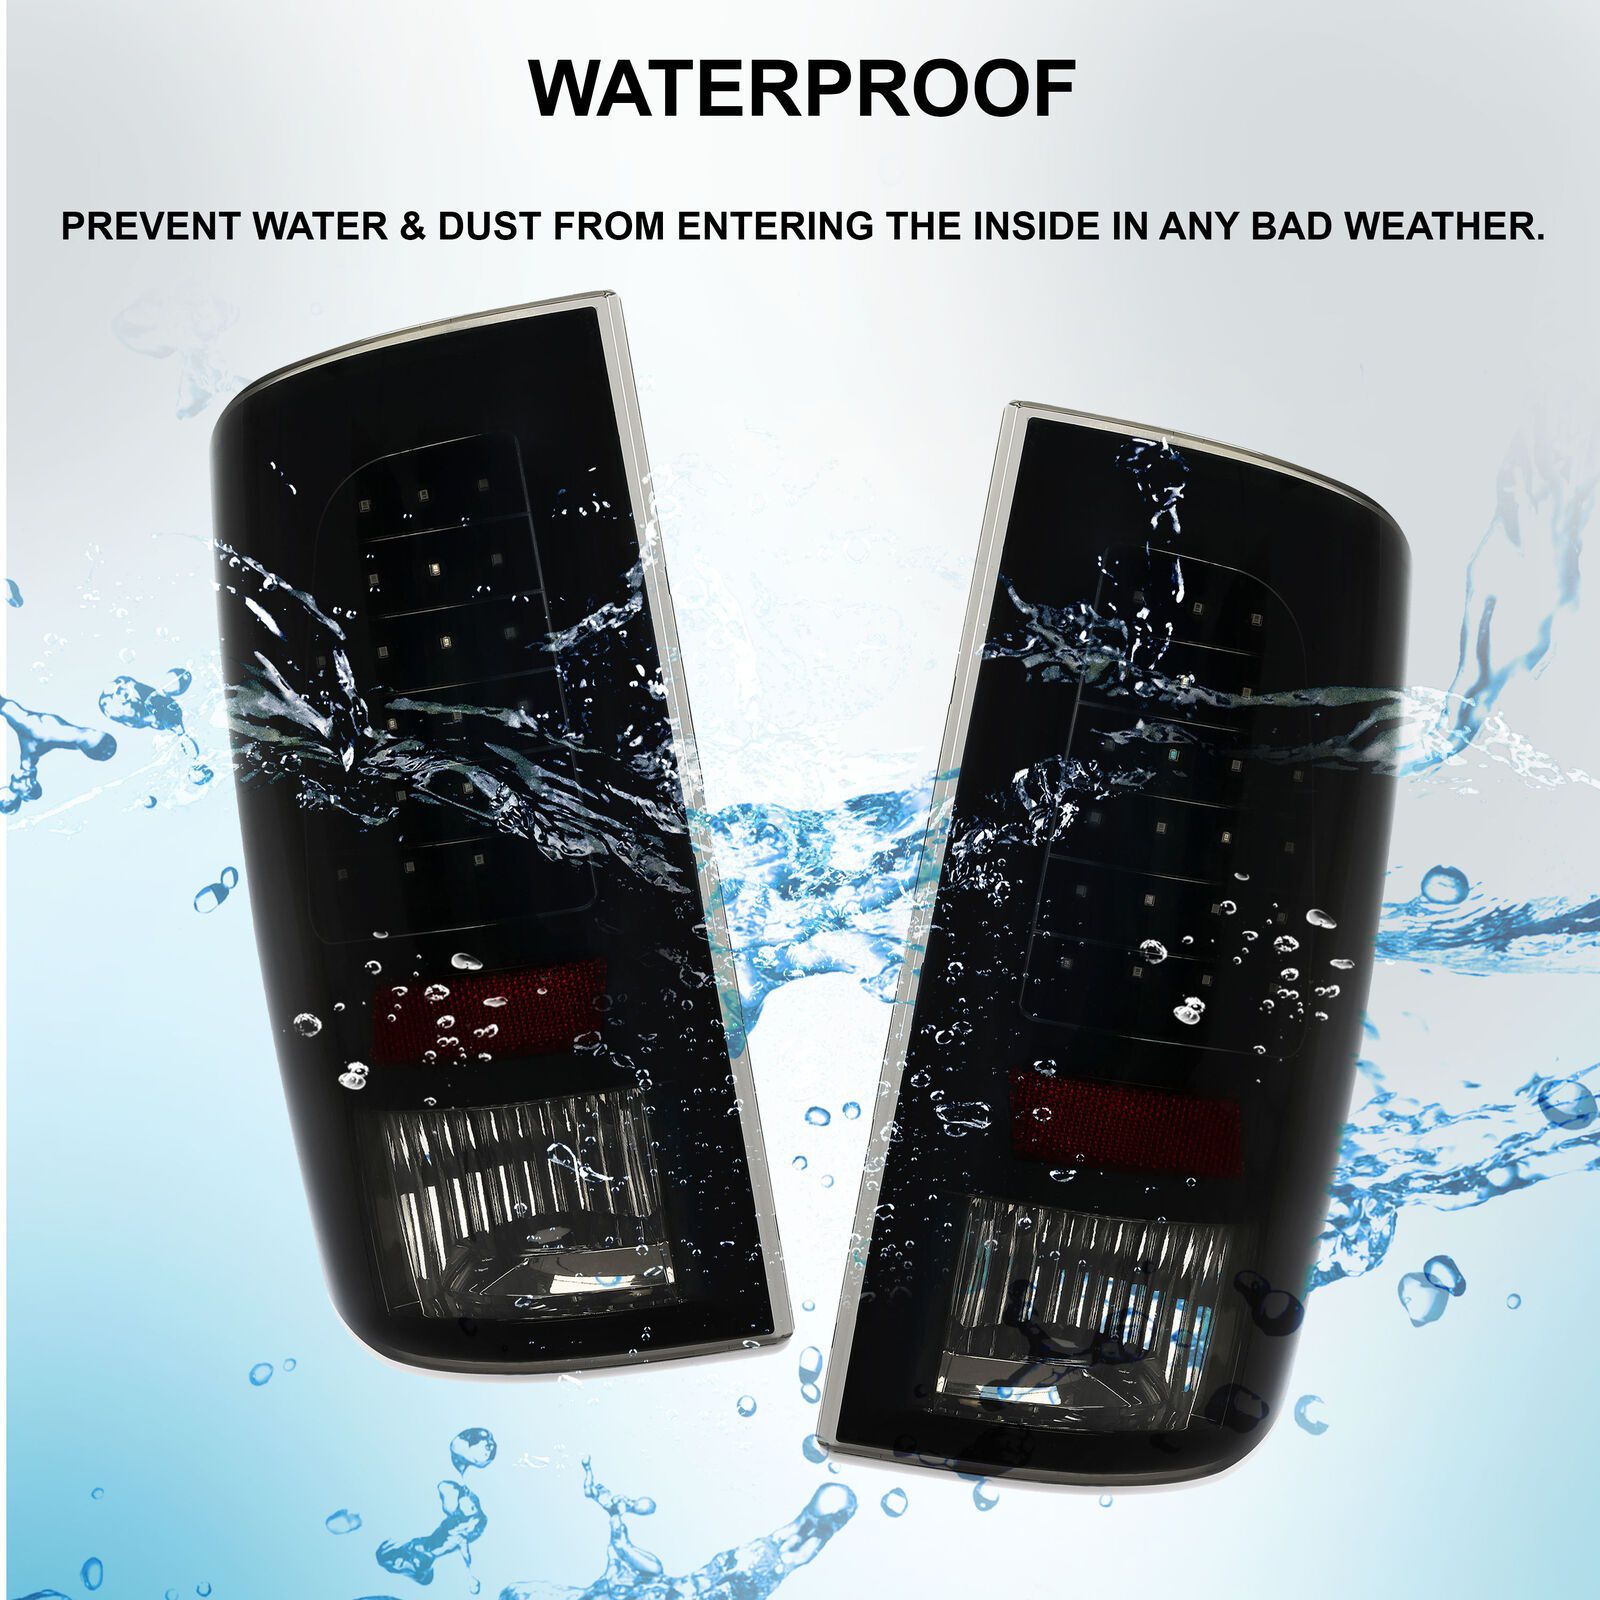 WATERPROOF
PREVENT WATER & DUST FROM ENTERING THE INSIDE IN ANY BAD WEATHER.